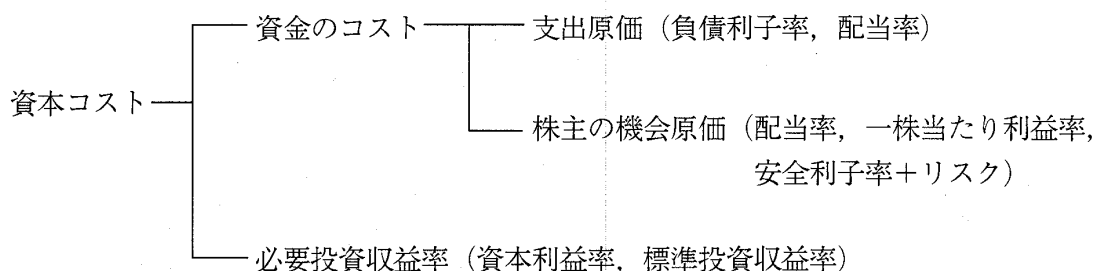 資金のコスト 支出原価（負債利子率，配当率）
資本コスト
株主の機会原価（配当率，一株当たり利益率，
安全利子率＋リスク）
必要投資収益率（資本利益率，標準投資収益率）